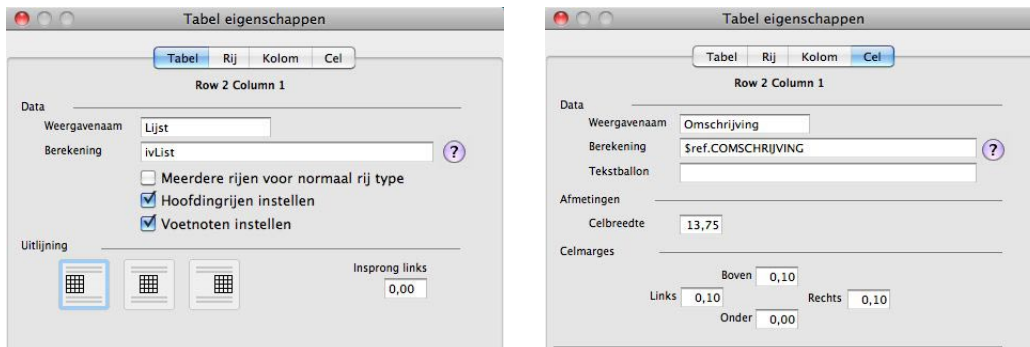 Tabel eigenschappen
Tabel Rij Kolom Cel
Row 2 Column 1
Data
Weergavenaam Lijst
Berekening ivList ?
Meerdere rijen voor normaal rij type
Hoofdingrijen instellen
Voetnoten instellen
Uitlijning
Insprong links
0,00
Tabel eigenschappen
Tabel Rij Kolom Cel
Row 2 Column 1
Data
Weergavenaam Omschrijving
Berekening $ref.COMSCHRIJVING ?
Tekstballon
Afmetingen
Celbreedte 13,75
Celmarges
Boven 0,10
Links 0,10 Rechts 0,10
Onder 0,00